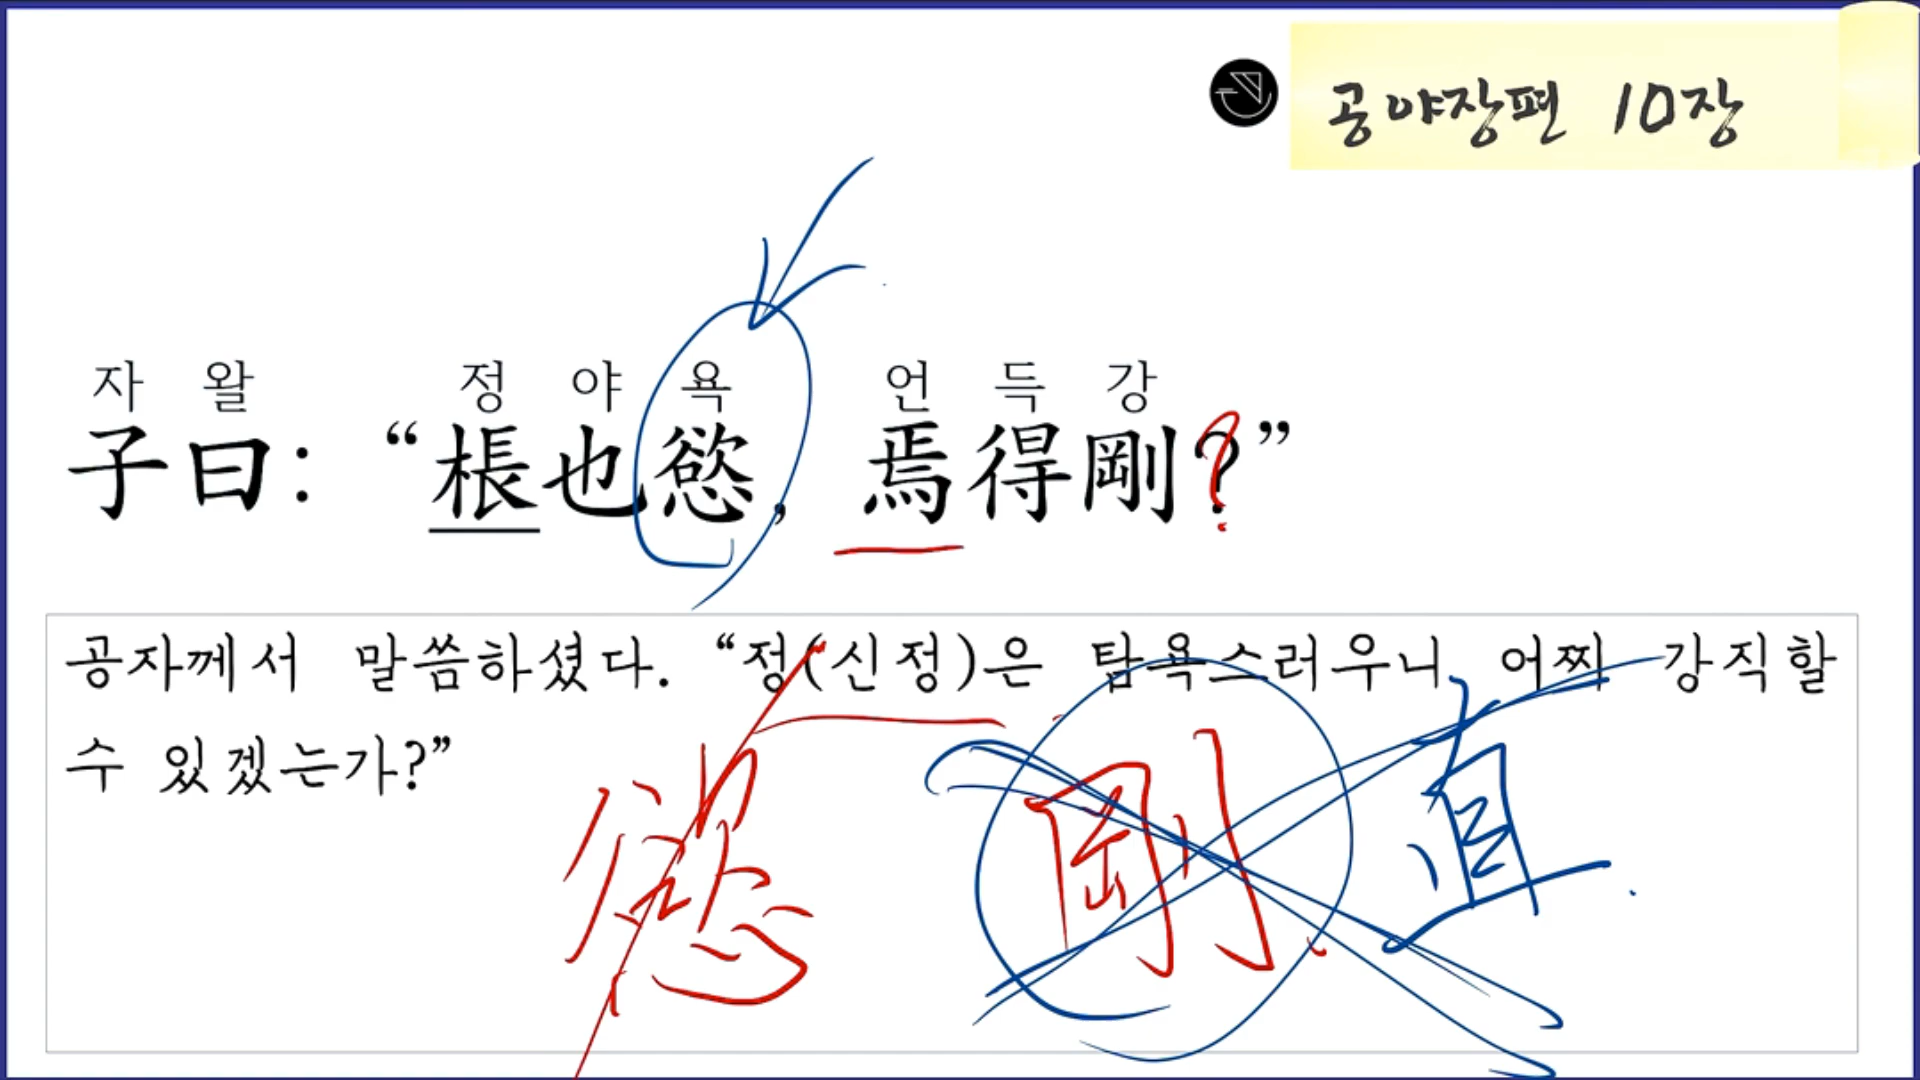 공야장편 10장
자 왈 정 야 욕 언 득 강
子曰: “棖也慾, 焉得剛?”
공자께서 말씀하셨다. “정(신정)은 탐욕스러우니, 어찌 강직할
수 있겠는가?”
慾 剛 直